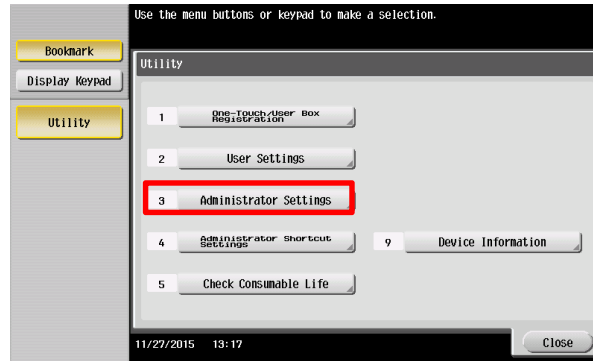 Use the menu buttons or keypad to make a selection.
Bookmark
Display Keypad
Utility
Utility
1 One-Touch/User Box
Registration
2 User Settings
3 Administrator Settings
4 Administrator Shortcut
Settings
9 Device Information
5 Check Consumable Life
11/27/2015 13:17
Close